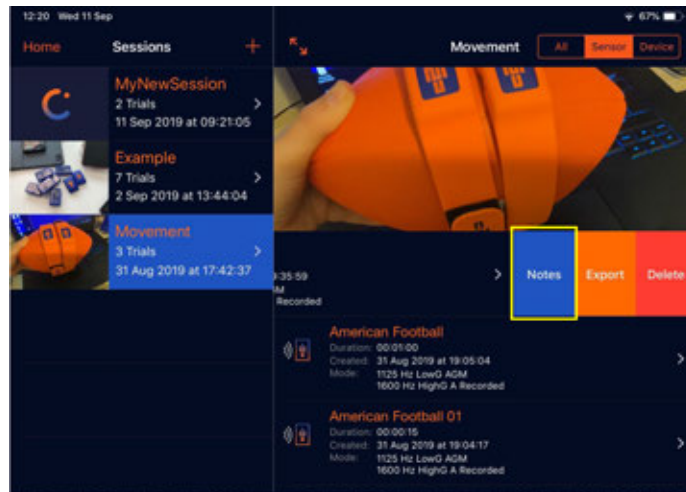 12:20 Wed 11 Sep
67%
Home
Sessions
+
Movement
All
Sensor
Device
MyNewSession
2 Trials
11 Sep 2019 at 09:21:05
Example
7 Trials
2 Sep 2019 at 13:44:04
Movement
3 Trials
31 Aug 2019 at 17:42:37
:35:59
Recorded
Notes
Export
Delete
American Football
Duration: 00:01:00
Created: 31 Aug 2019 at 19:05:04
Mode: 1125 Hz LowG AGM
1600 Hz HighG A Recorded
American Football 01
Duration: 00:00:15
Created: 31 Aug 2019 at 19:04:17
Mode: 1125 Hz LowG AGM
1600 Hz HighG A Recorded